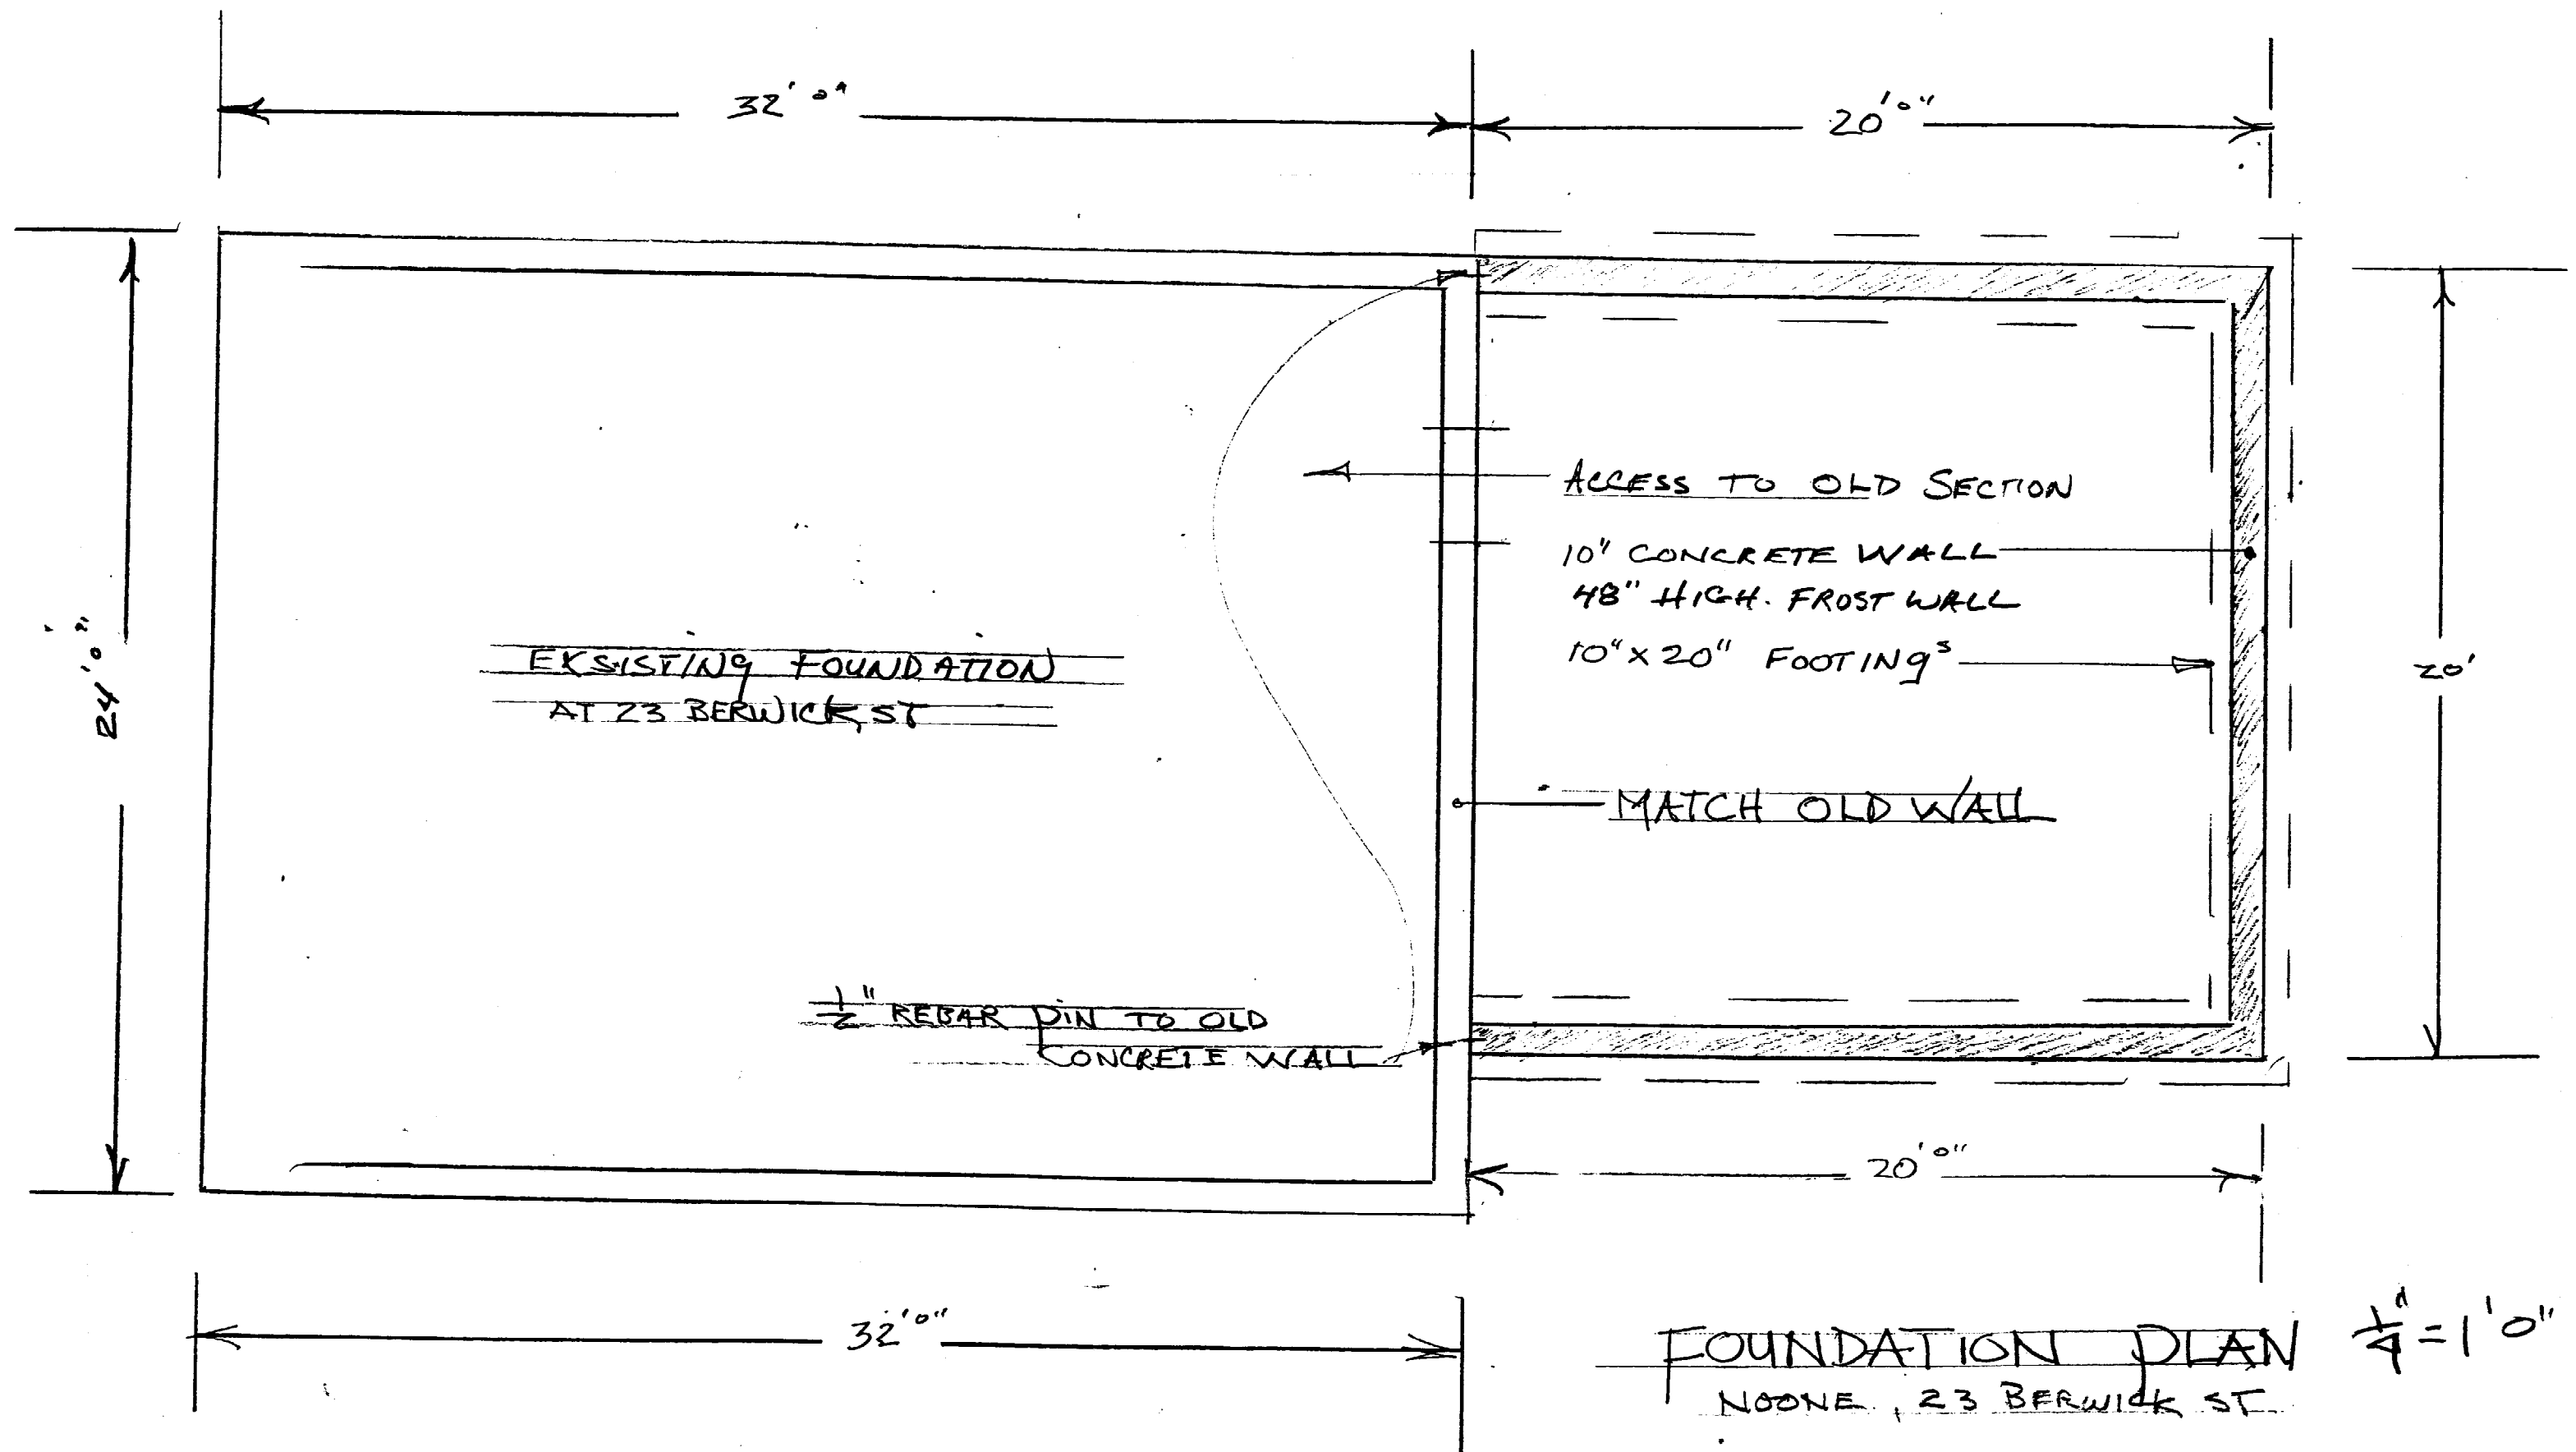 32'0"
20'0"
24'0"
ACCESS TO OLD SECTION
10" CONCRETE WALL
48" HIGH. FROST WALL
10" X 20" FOOTINGS
EKSISTING FOUNDATION
AT 23 BERWICK ST
20'
MATCH OLD WALL
1/2" REBAR PIN TO OLD
CONCRETE WALL
20'0"
32'0"
FOUNDATION PLAN 1/4" = 1'0"
NOONE, 23 BERWICK ST